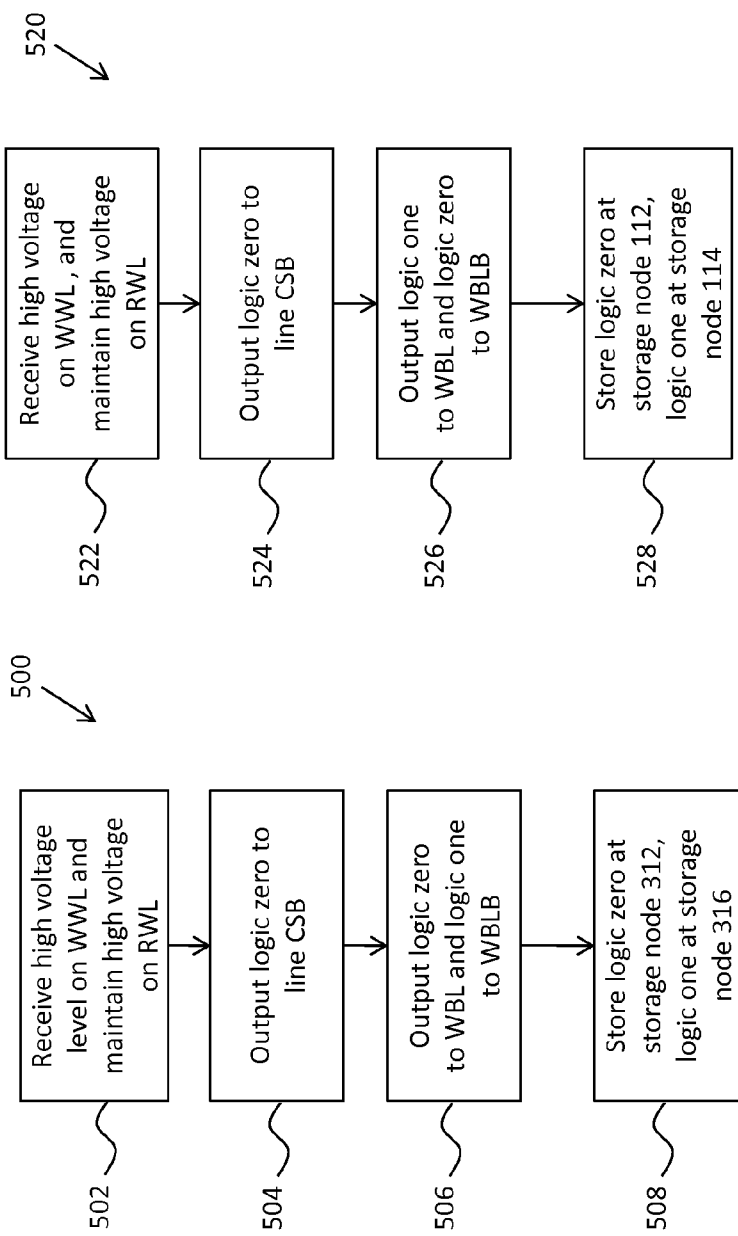 500
502
Receive high voltage
level on WWL and
maintain high voltage
on RWL
504
Output logic zero to
line CSB
506
Output logic zero
to WBL and logic one
to WBLB
508
Store logic zero at
storage node 312,
logic one at storage
node 316
520
522
Receive high voltage
on WWL , and
maintain high voltage
on RWL
524
Output logic zero to
line CSB
526
Output logic one
to WBL and logic zero
to WBLB
528
Store logic zero at
storage node 112,
logic one at storage
node 114